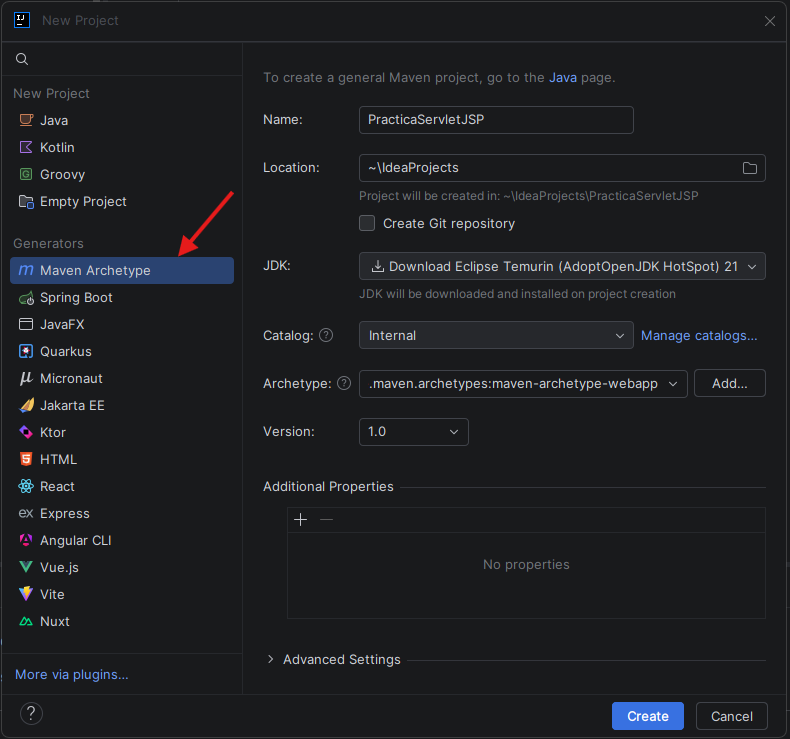 New Project
To create a general Maven project, go to the Java page.
New Project
Java
Kotlin
Groovy
Empty Project
Generators
Maven Archetype
Spring Boot
JavaFX
Quarkus
Micronaut
Jakarta EE
Ktor
HTML
React
ex Express
Angular CLI
Vue.js
Vite
Nuxt
More via plugins...
Name: PracticaServletJSP
Location: ~\IdeaProjects
Project will be created in: ~\IdeaProjects\PracticaServletJSP
Create Git repository
JDK: Download Eclipse Temurin (AdoptOpenJDK HotSpot) 21
JDK will be downloaded and installed on project creation
Catalog: ? Internal Manage catalogs...
Archetype: ? .maven.archetypes:maven-archetype-webapp Add...
Version: 1.0
Additional Properties
No properties
Advanced Settings
? Create Cancel